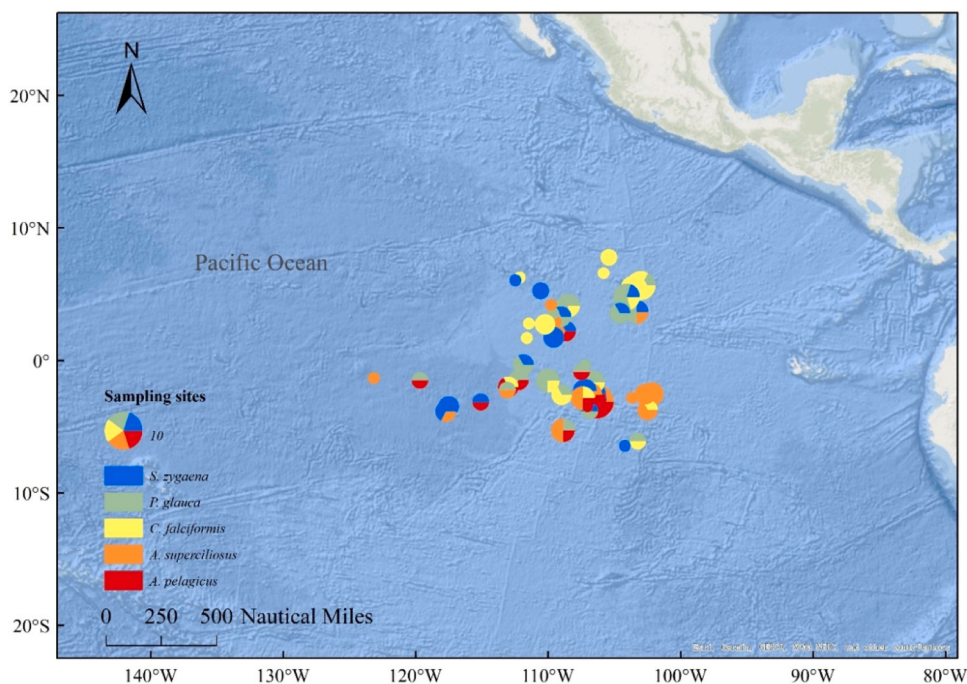 N
20°N
10°N
Pacific Ocean
0°
Sampling sites
10
S. zygaena
P. glauca
C. falciformis
A. superciliosus
A. pelagicus
10°S
0 250 500 Nautical Miles
20°S
140°W 130°W 120°W 110°W 100°W 90°W 80°W